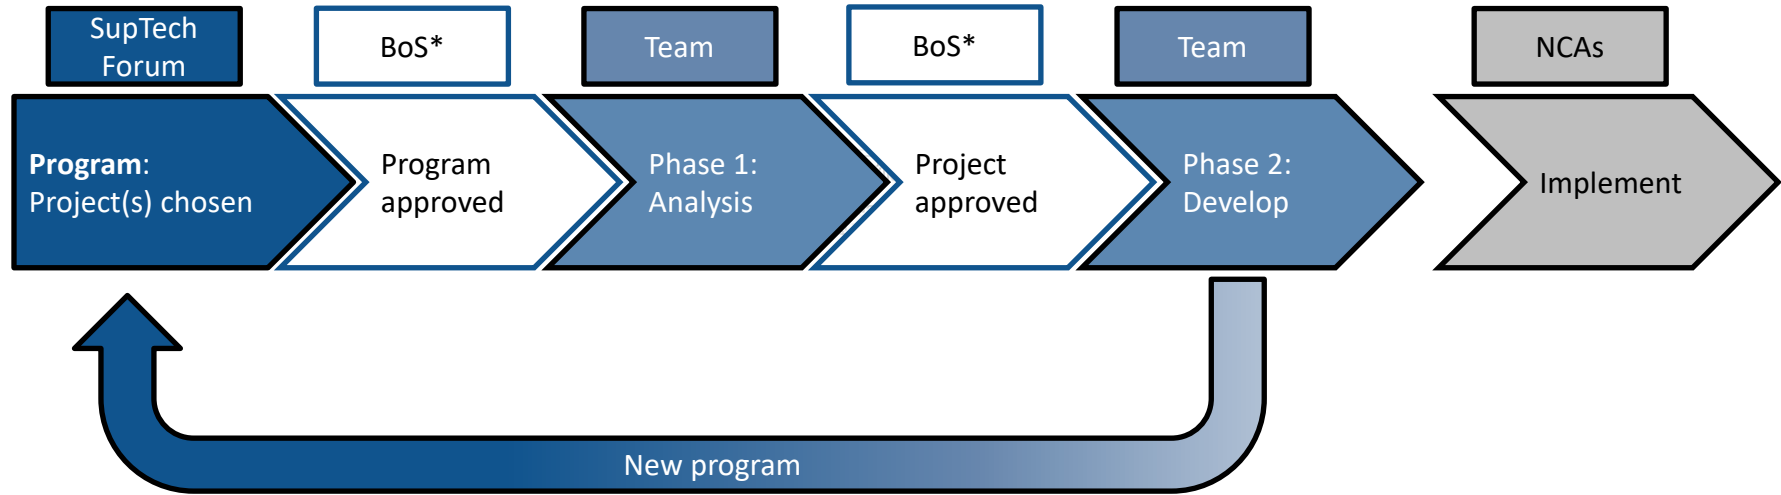 SupTech
Forum
BoS*
Team
BoS*
Team
NCAs
Program:
Project(s) chosen
Program
approved
Phase 1:
Analysis
Project
approved
Phase 2:
Develop
Implement
New program